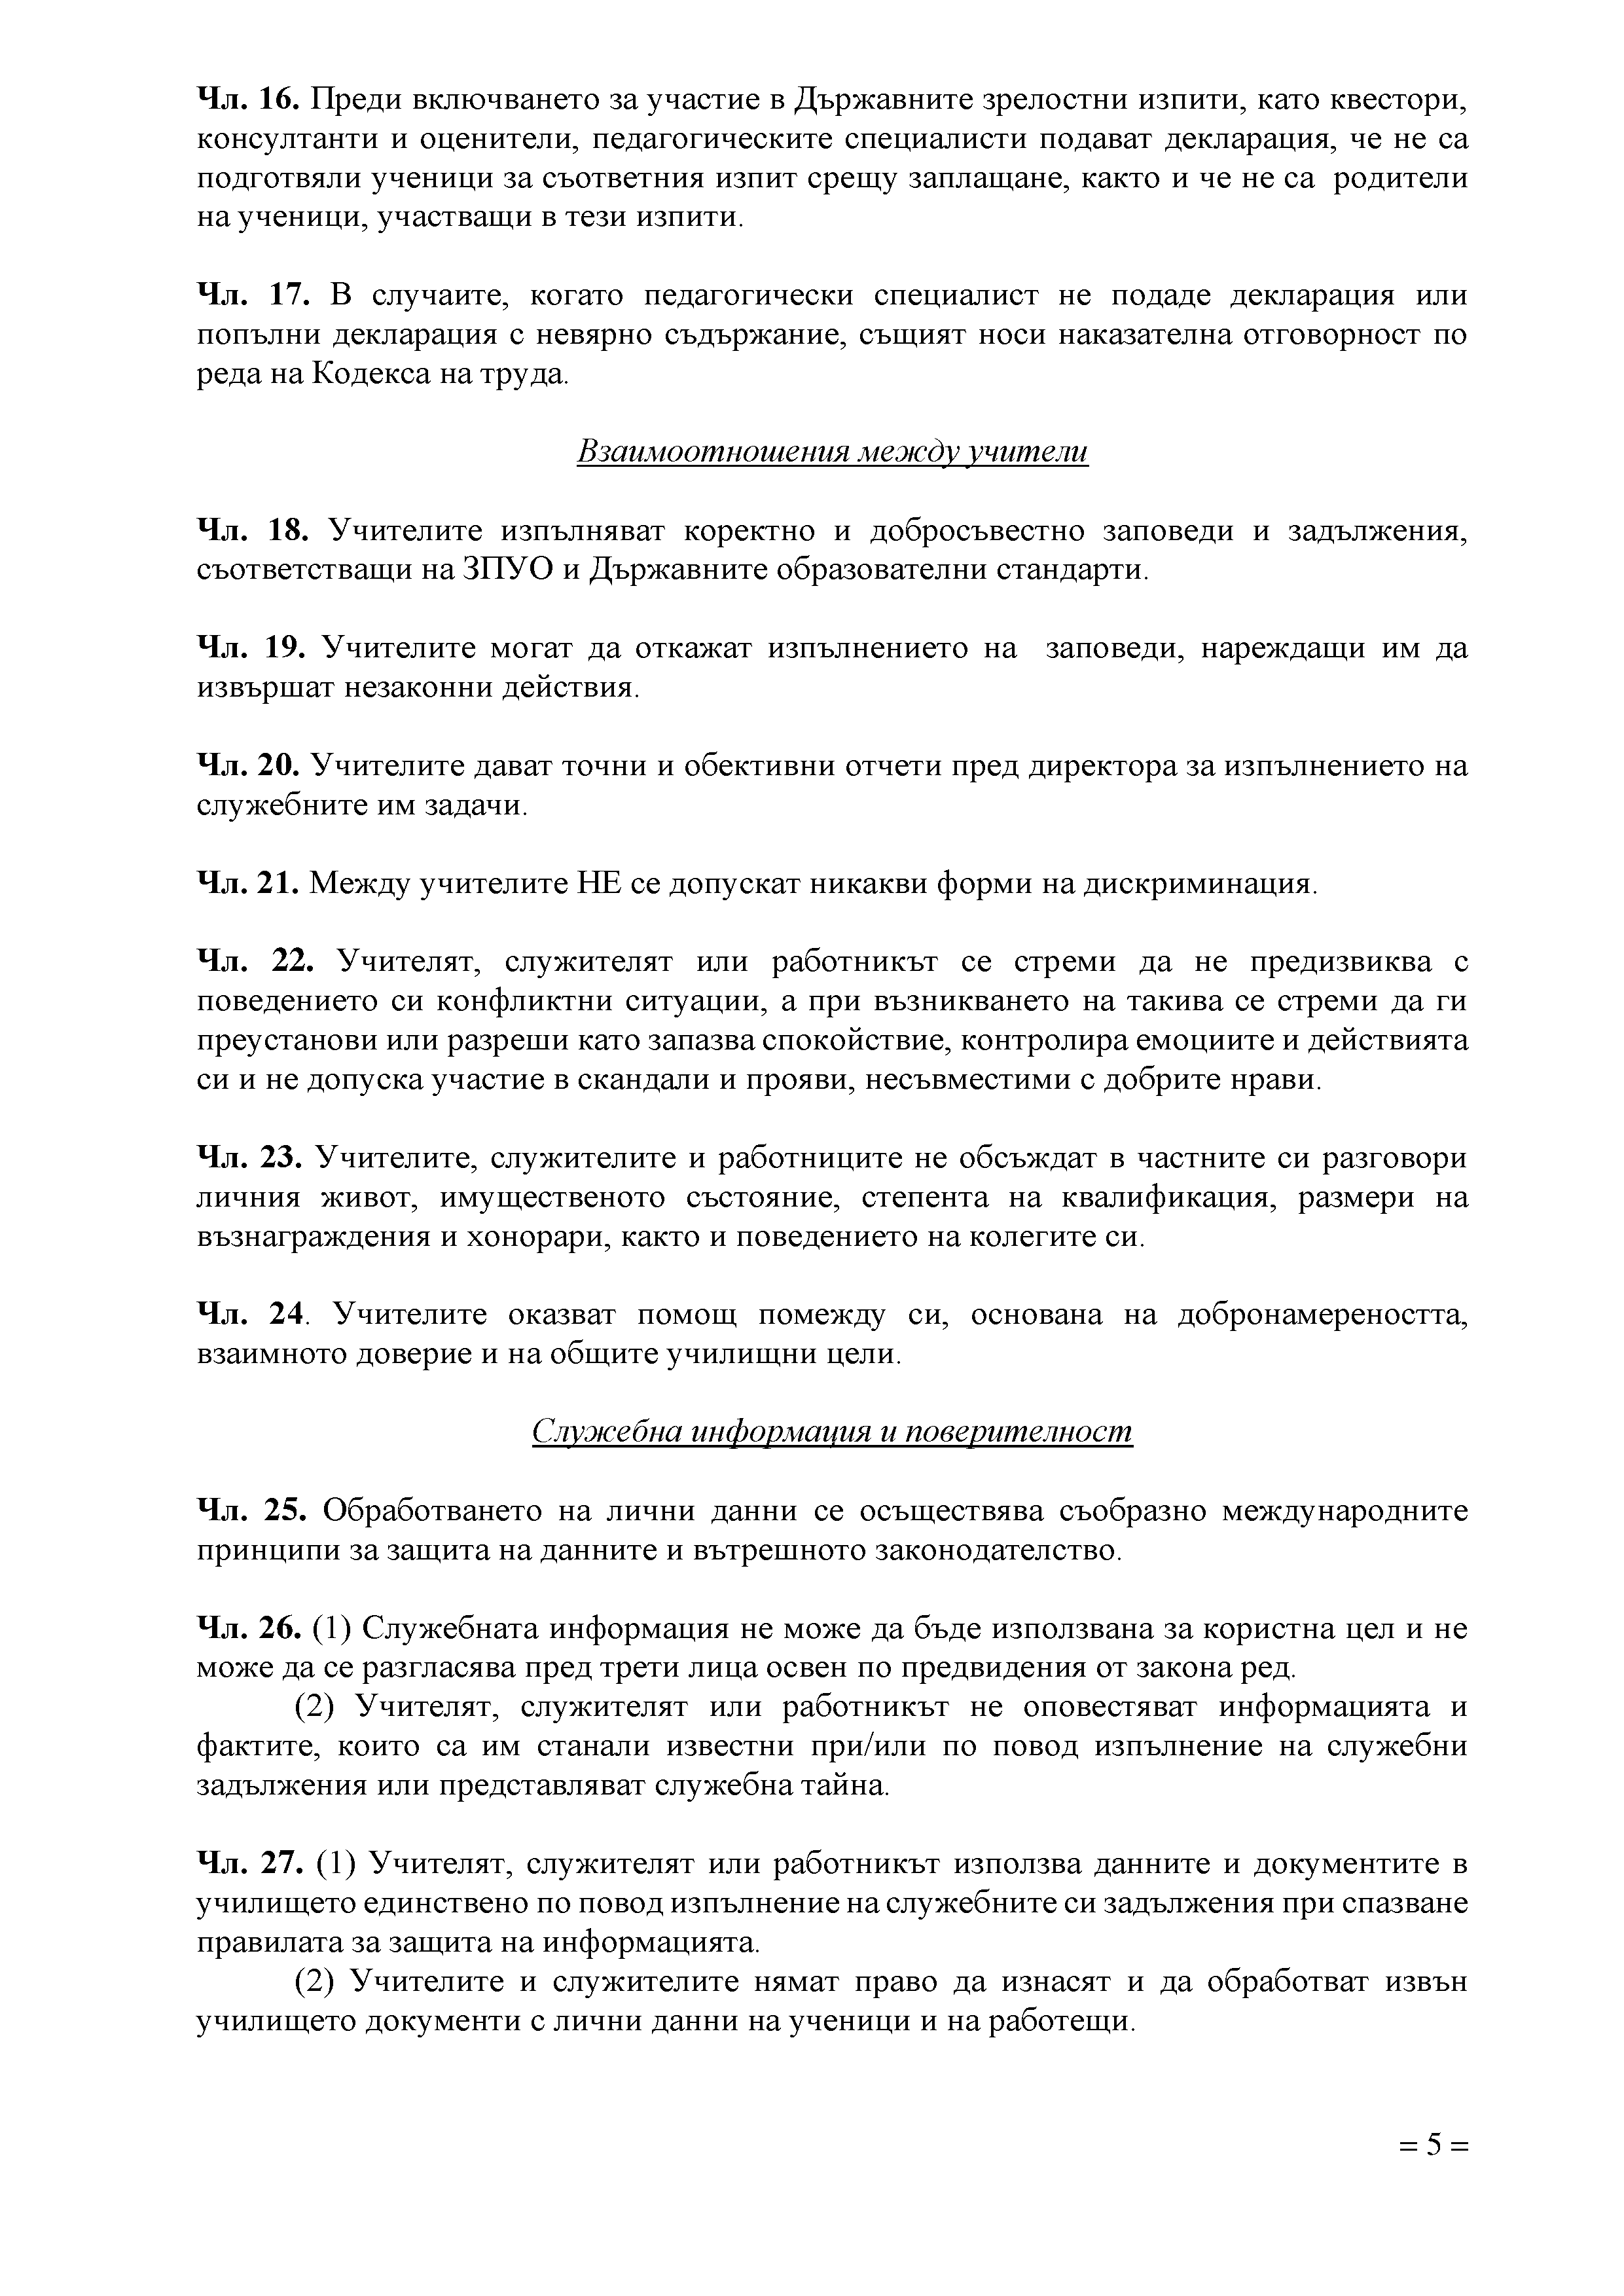 Чл. 16. Преди включването за участие в Държавните зрелостни изпити, като квестори,
консултанти и оценители, педагогическите специалисти подават декларация, че не са
подготвяли ученици за съответния изпит срещу заплащане, както и че не са родители
на ученици, участващи в тези изпити.
Чл. 17. В случаите, когато педагогически специалист не подаде декларация или
попълни декларация с невярно съдържание, същият носи наказателна отговорност по
реда на Кодекса на труда.
Взаимоотношения между учители
Чл. 18. Учителите изпълняват коректно и добросъвестно заповеди и задължения,
съответстващи на ЗПУО и Държавните образователни стандарти.
Чл. 19. Учителите могат да откажат изпълнението на заповеди, нареждащи им да
извършат незаконни действия.
Чл. 20. Учителите дават точни и обективни отчети пред директора за изпълнението на
служебните им задачи.
Чл. 21. Между учителите НЕ се допускат никакви форми на дискриминация.
Чл. 22. Учителят, служителят или работникът се стреми да не предизвиква с
поведението си конфликтни ситуации, а при възникването на такива се стреми да ги
преустанови или разреши като запазва спокойствие, контролира емоциите и действията
си и не допуска участие в скандали и прояви, несъвместими с добрите нрави.
Чл. 23. Учителите, служителите и работниците не обсъждат в частните си разговори
личния живот, имущественото състояние, степента на квалификация, размери на
възнаграждения и хонорари, както и поведението на колегите си.
Чл. 24. Учителите оказват помощ помежду си, основана на добронамереността,
взаимното доверие и на общите училищни цели.
Служебна информация и поверителност
Чл. 25. Обработването на лични данни се осъществява съобразно международните
принципи за защита на данните и вътрешното законодателство.
Чл. 26. (1) Служебната информация не може да бъде използвана за користна цел и не
може да се разгласява пред трети лица освен по предвидения от закона ред.
(2) Учителят, служителят или работникът не оповестяват информацията и
фактите, които са им станали известни при/или по повод изпълнение на служебни
задължения или представляват служебна тайна.
Чл. 27. (1) Учителят, служителят или работникът използва данните и документите в
училището единствено по повод изпълнение на служебните си задължения при спазване
правилата за защита на информацията.
(2) Учителите и служителите нямат право да изнасят и да обработват извън
училището документи с лични данни на ученици и на работещи.
= 5 =